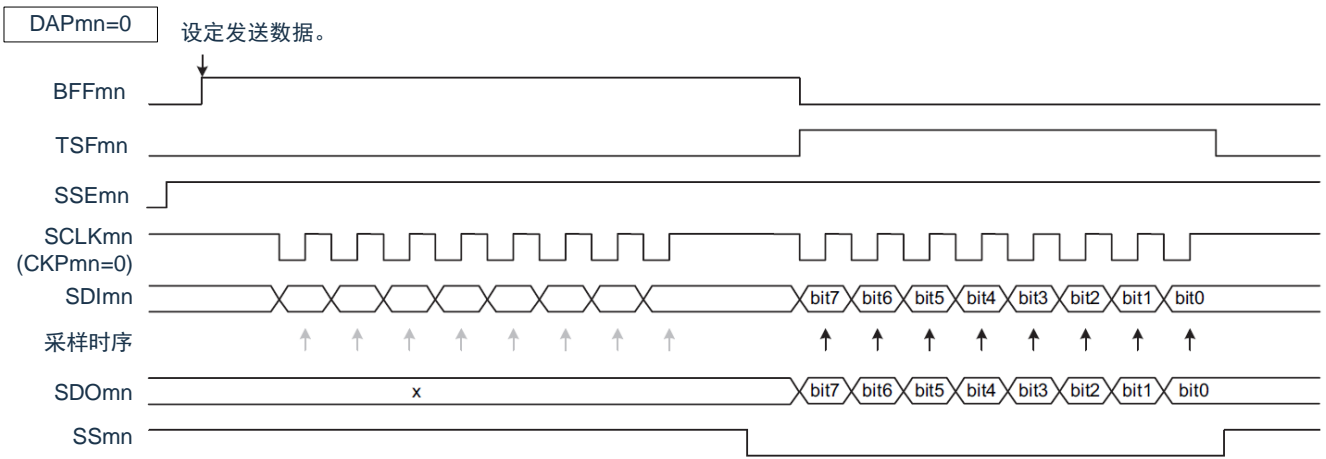 DAPmn=0
设定发送数据。
BFFmn
TSFmn
SSEmn
SCLKmn
(CKPmn=0)
SDImn
bit7 bit6 bit5 bit4 bit3 bit2 bit1 bit0
采样时序
SDOmn
x
bit7 bit6 bit5 bit4 bit3 bit2 bit1 bit0
SSmn